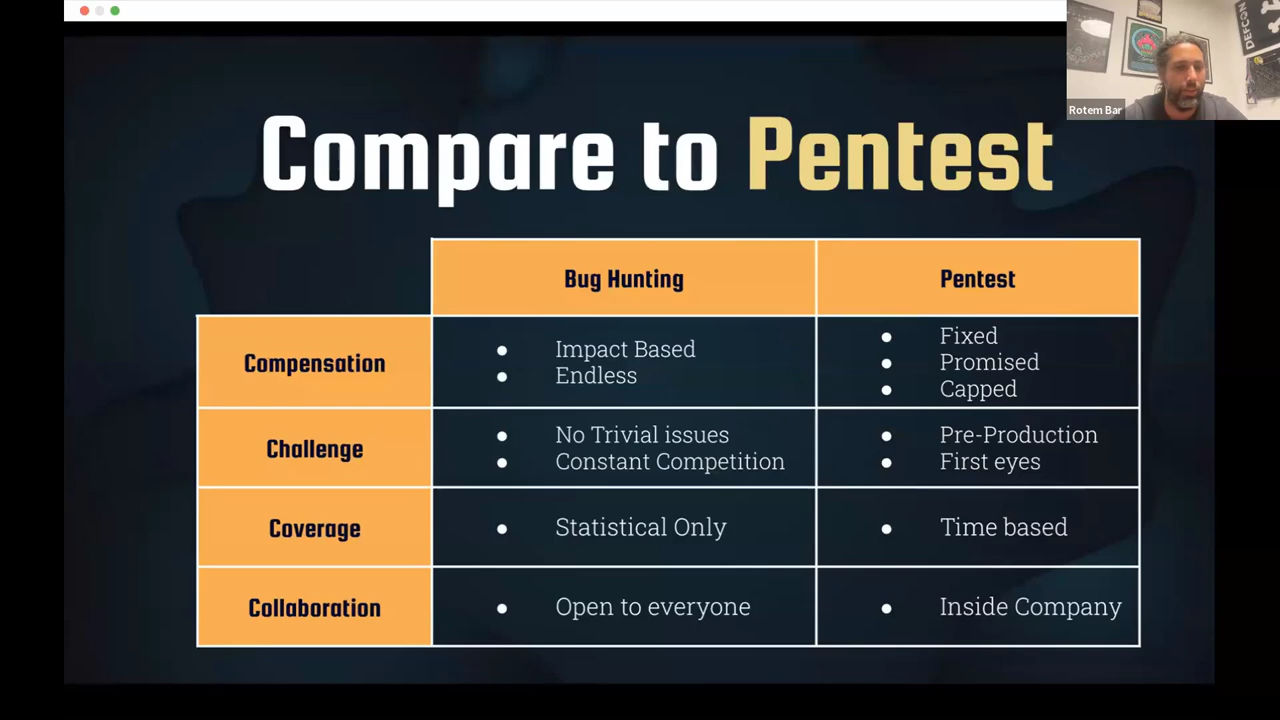 DEFCON
Rotem Bar
Compare to Pentest
Bug Hunting
Pentest
Compensation
Impact Based
Endless
Fixed
Promised
Capped
Challenge
No Trivial issues
Constant Competition
Pre-Production
First eyes
Coverage
Statistical Only
Time based
Collaboration
Open to everyone
Inside Company